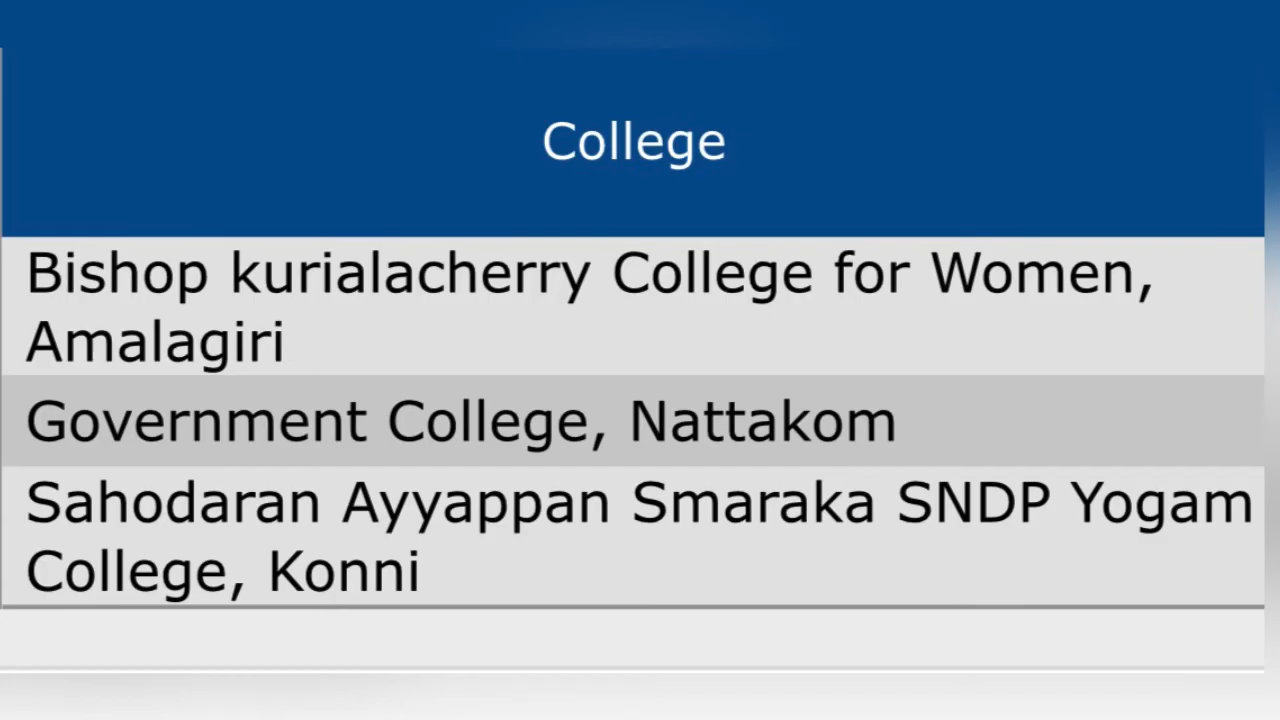 College
Bishop kurialacherry College for Women,
Amalagiri
Government College, Nattakom
Sahodaran Ayyappan Smaraka SNDP Yogam
College, Konni